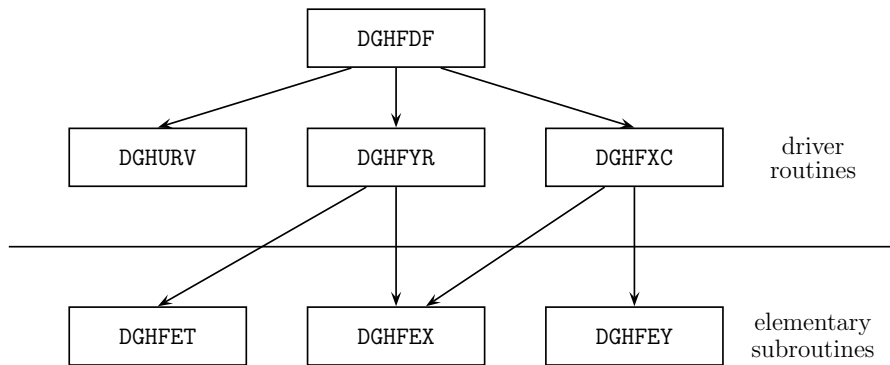 DGHFDF
DGHURV
DGHFYR
DGHFXC
driver
routines
DGHFET
DGHFEX
DGHFEY
elementary
subroutines